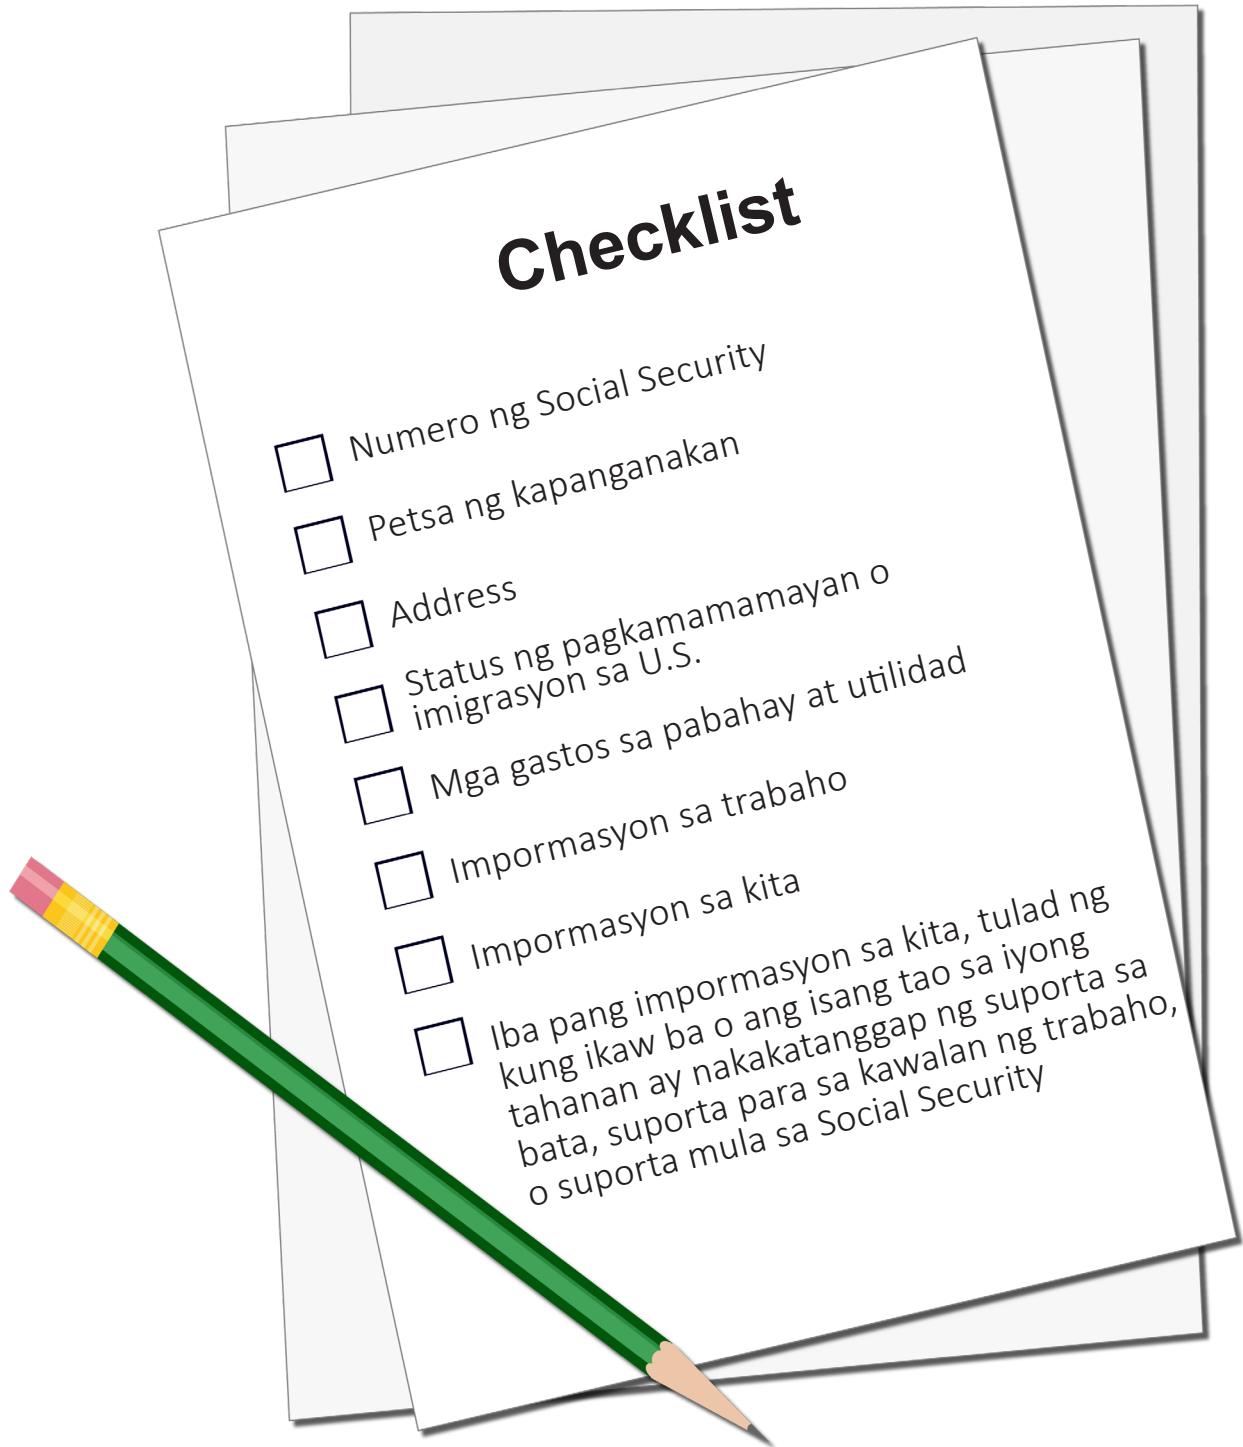 Checklist
Numero ng Social Security
Petsa ng kapanganakan
Address
Status ng pagkamamamayan o
imigrasyon sa U.S.
Mga gastos sa pabahay at utilidad
Impormasyon sa trabaho
Impormasyon sa kita
Iba pang impormasyon sa kita, tulad ng
kung ikaw ba o ang isang tao sa iyong
tahanan ay nakakatanggap ng suporta sa
bata, suporta para sa kawalan ng trabaho,
o suporta mula sa Social Security